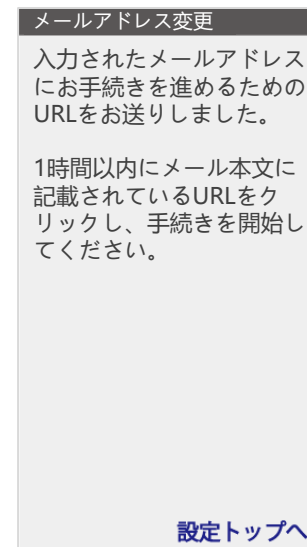 メールアドレス変更
入力されたメールアドレス
にお手続きを進めるための
URLをお送りしました。
1時間以内にメール本文に
記載されているURLをク
リックし、手続きを開始し
てください。
設定トップへ